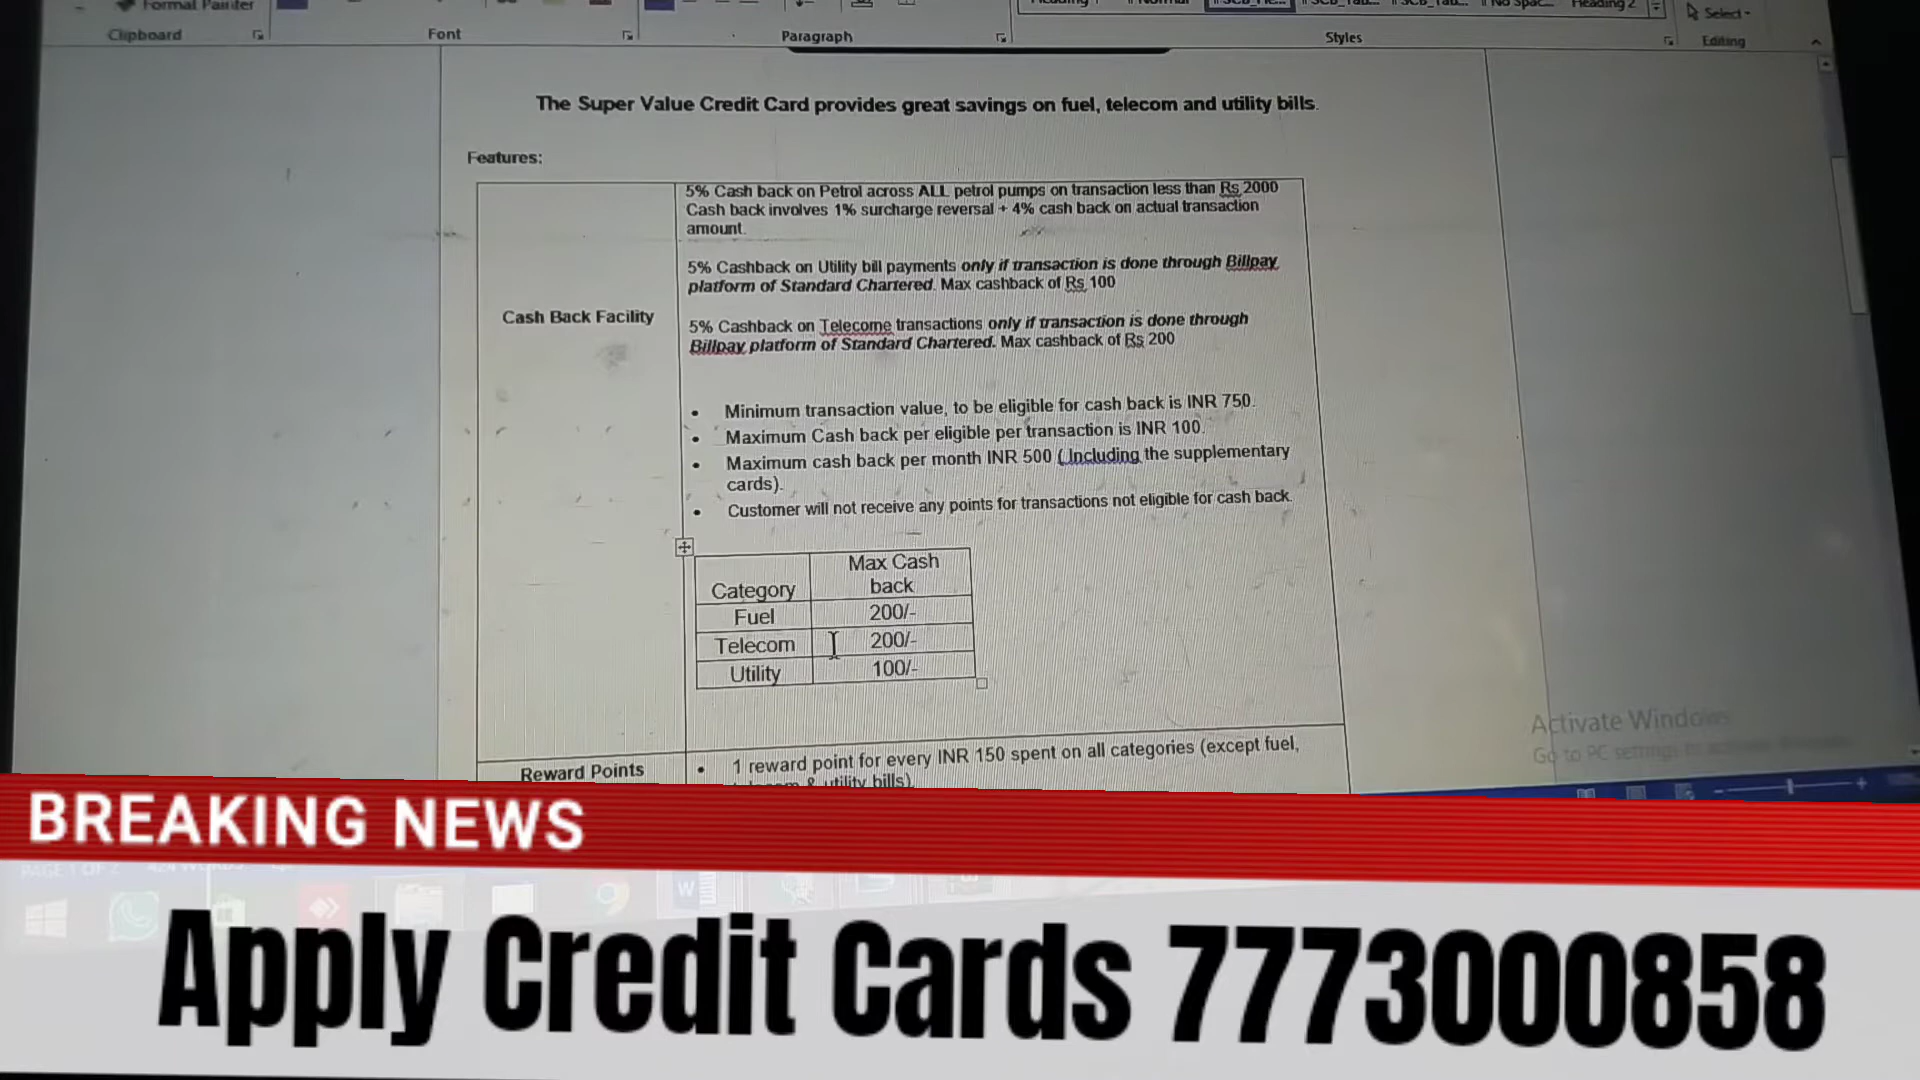 Format Painter
Clipboard
Font
Paragraph
Styles
Select
Editing
The Super Value Credit Card provides great savings on fuel, telecom and utility bills.
Features:
5% Cash back on Petrol across ALL petrol pumps on transaction less than Rs 2000
Cash back involves 1% surcharge reversal + 4% cash back on actual transaction
amount.
5% Cashback on Utility bill payments only if transaction is done through Billpay
platform of Standard Chartered. Max cashback of Rs 100
Cash Back Facility
5% Cashback on Telecome transactions only if transaction is done through
Billpay platform of Standard Chartered. Max cashback of Rs 200
• Minimum transaction value, to be eligible for cash back is INR 750.
• Maximum Cash back per eligible per transaction is INR 100.
• Maximum cash back per month INR 500 ( Including the supplementary
cards).
• Customer will not receive any points for transactions not eligible for cash back.
Category Max Cash back
Fuel 200/-
Telecom 200/-
Utility 100/-
Activate Windows
Go to PC settings to activate
Reward Points
• 1 reward point for every INR 150 spent on all categories (except fuel,
& utility bills)
BREAKING NEWS
Apply Credit Cards 7773000858